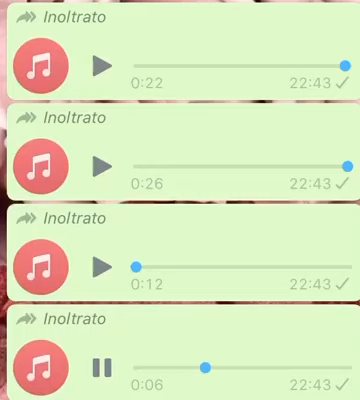 Inoltrato
0:22 22:43
Inoltrato
0:26 22:43
Inoltrato
0:12 22:43
Inoltrato
0:06 22:43